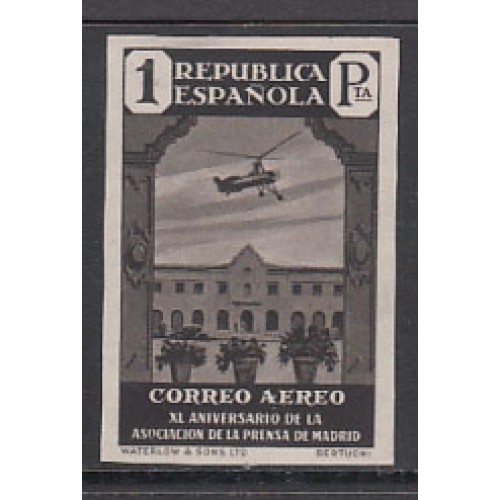 1 REPUBLICA PTA
ESPAÑOLA
CORREO AEREO
XL ANIVERSARIO DE LA
ASOCIACION DE LA PRENSA DE MADRID
WATERLOW & SONS LTD BERTUCHI